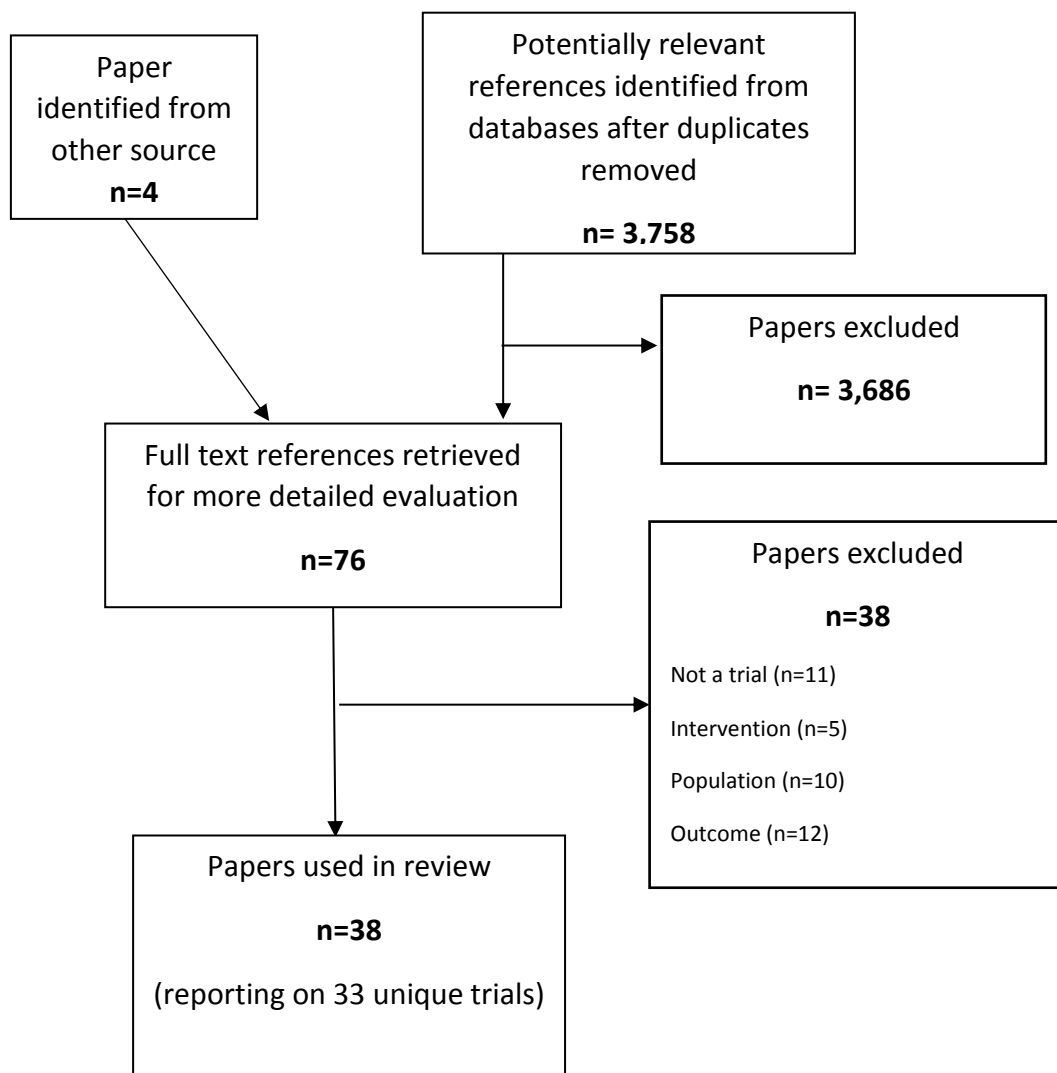 Paper
identified from
other source
n=4
Potentially relevant
references identified from
databases after duplicates
removed
n= 3,758
Papers excluded
n= 3,686
Full text references retrieved
for more detailed evaluation
n=76
Papers excluded
n=38
Not a trial (n=11)
Intervention (n=5)
Population (n=10)
Outcome (n=12)
Papers used in review
n=38
(reporting on 33 unique trials)